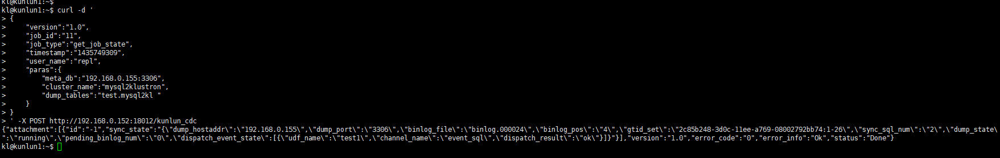 kl@kunlun1:~$
kl@kunlun1:~$ curl -d '
> {
>     "version":"1.0",
>     "job_id":"11",
>     "job_type":"get_job_state",
>     "timestamp":"1435749309",
>     "user_name":"repl",
>     "paras":{
>         "meta_db":"192.168.0.155:3306",
>         "cluster_name":"mysql2klustron",
>         "dump_tables":"test.mysql2kl "
>     }
> }
> ' -X POST http://192.168.0.152:18012/kunlun_cdc
{"attachment":[{"id":"-1","sync_state":"{\"dump_hostaddr\":\"192.168.0.155\",\"dump_port\":\"3306\",\"binlog_file\":\"binlog.000024\",\"binlog_pos\":\"4\",\"gtid_set\":\"2c85b248-3d0c-11ee-a769-08002792bb74:1-26\",\"sync_sql_num\":\"2\",\"dump_state\
":\"running\",\"pending_binlog_num\":\"0\",\"dispatch_event_state\":[{\"udf_name\":\"test1\",\"channel_name\":\"event_sql\",\"dispatch_result\":\"ok\"}]}"}],"version":"1.0","error_code":"0","error_info":"Ok","status":"Done"}
kl@kunlun1:~$